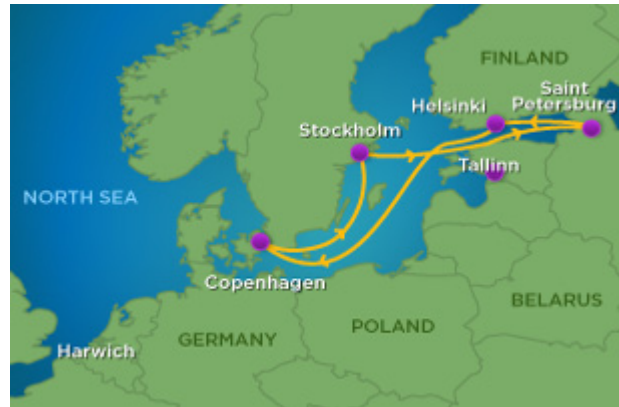 FINLAND
Saint
Petersburg
Helsinki
Stockholm
Tallinn
NORTH SEA
Copenhagen
BELARUS
POLAND
GERMANY
Harwich